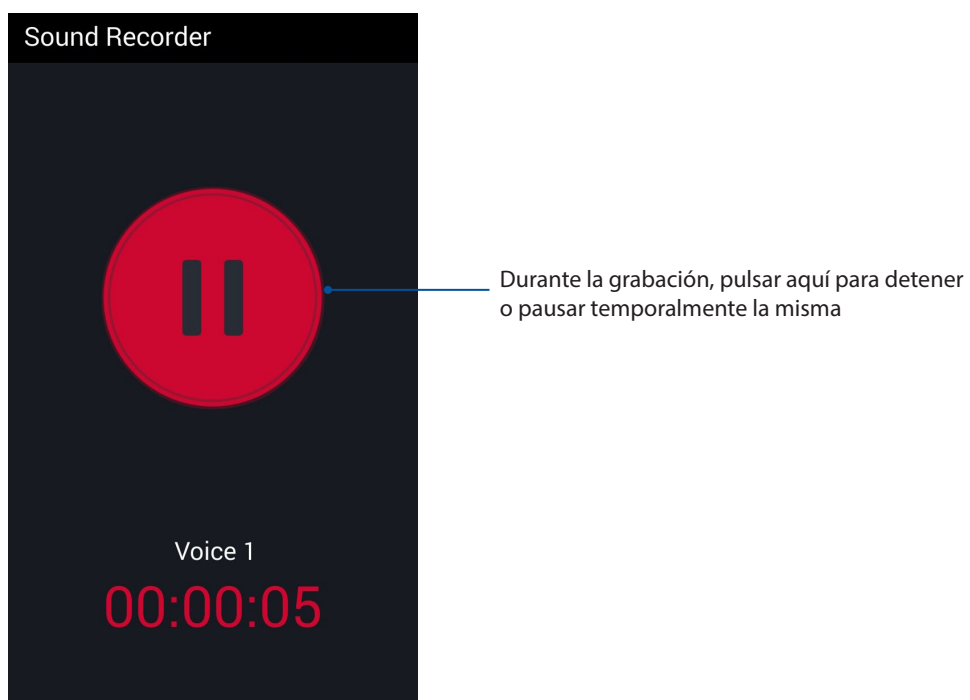 Sound Recorder
Durante la grabación, pulsar aquí para detener
o pausar temporalmente la misma
Voice 1
00:00:05